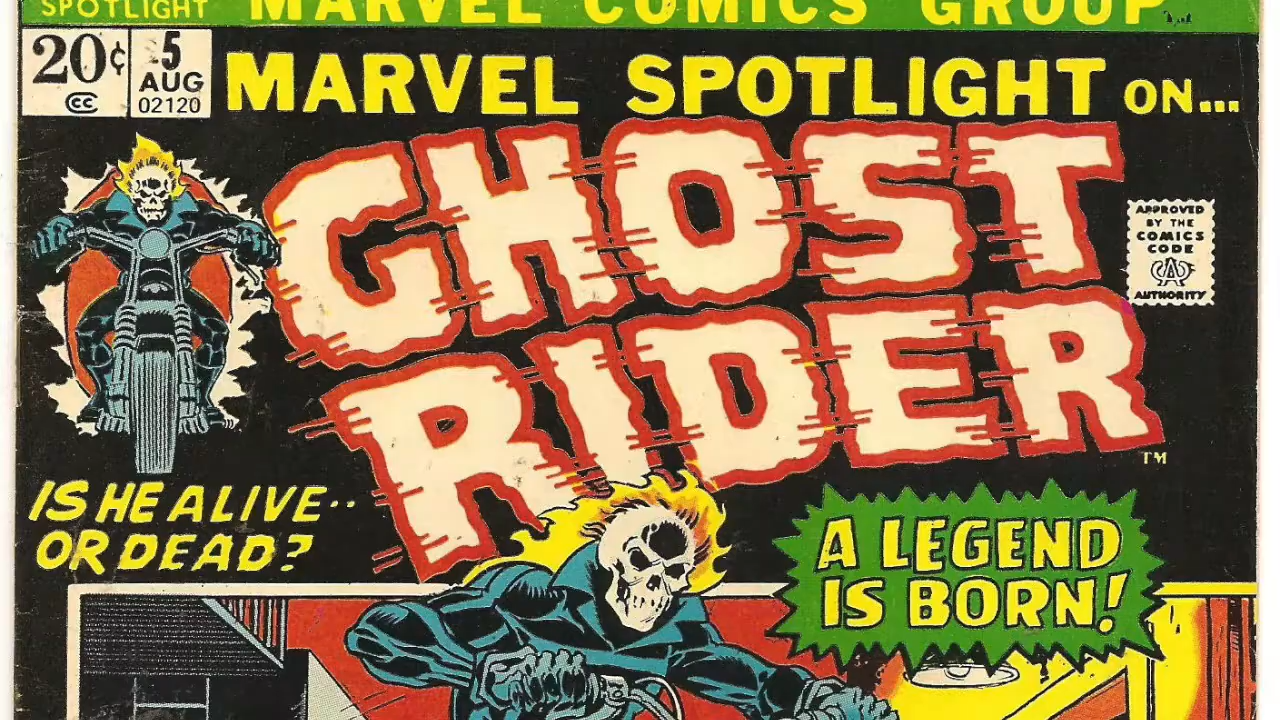 SPOTLIGHT
MARVEL COMICS GROUP™
20¢
CC
5
AUG
02120
MARVEL SPOTLIGHT ON...
GHOST
RIDER
TM
APPROVED
BY THE
COMICS
CODE
CA
AUTHORITY
IS HE ALIVE..
OR DEAD?
A LEGEND
IS BORN!